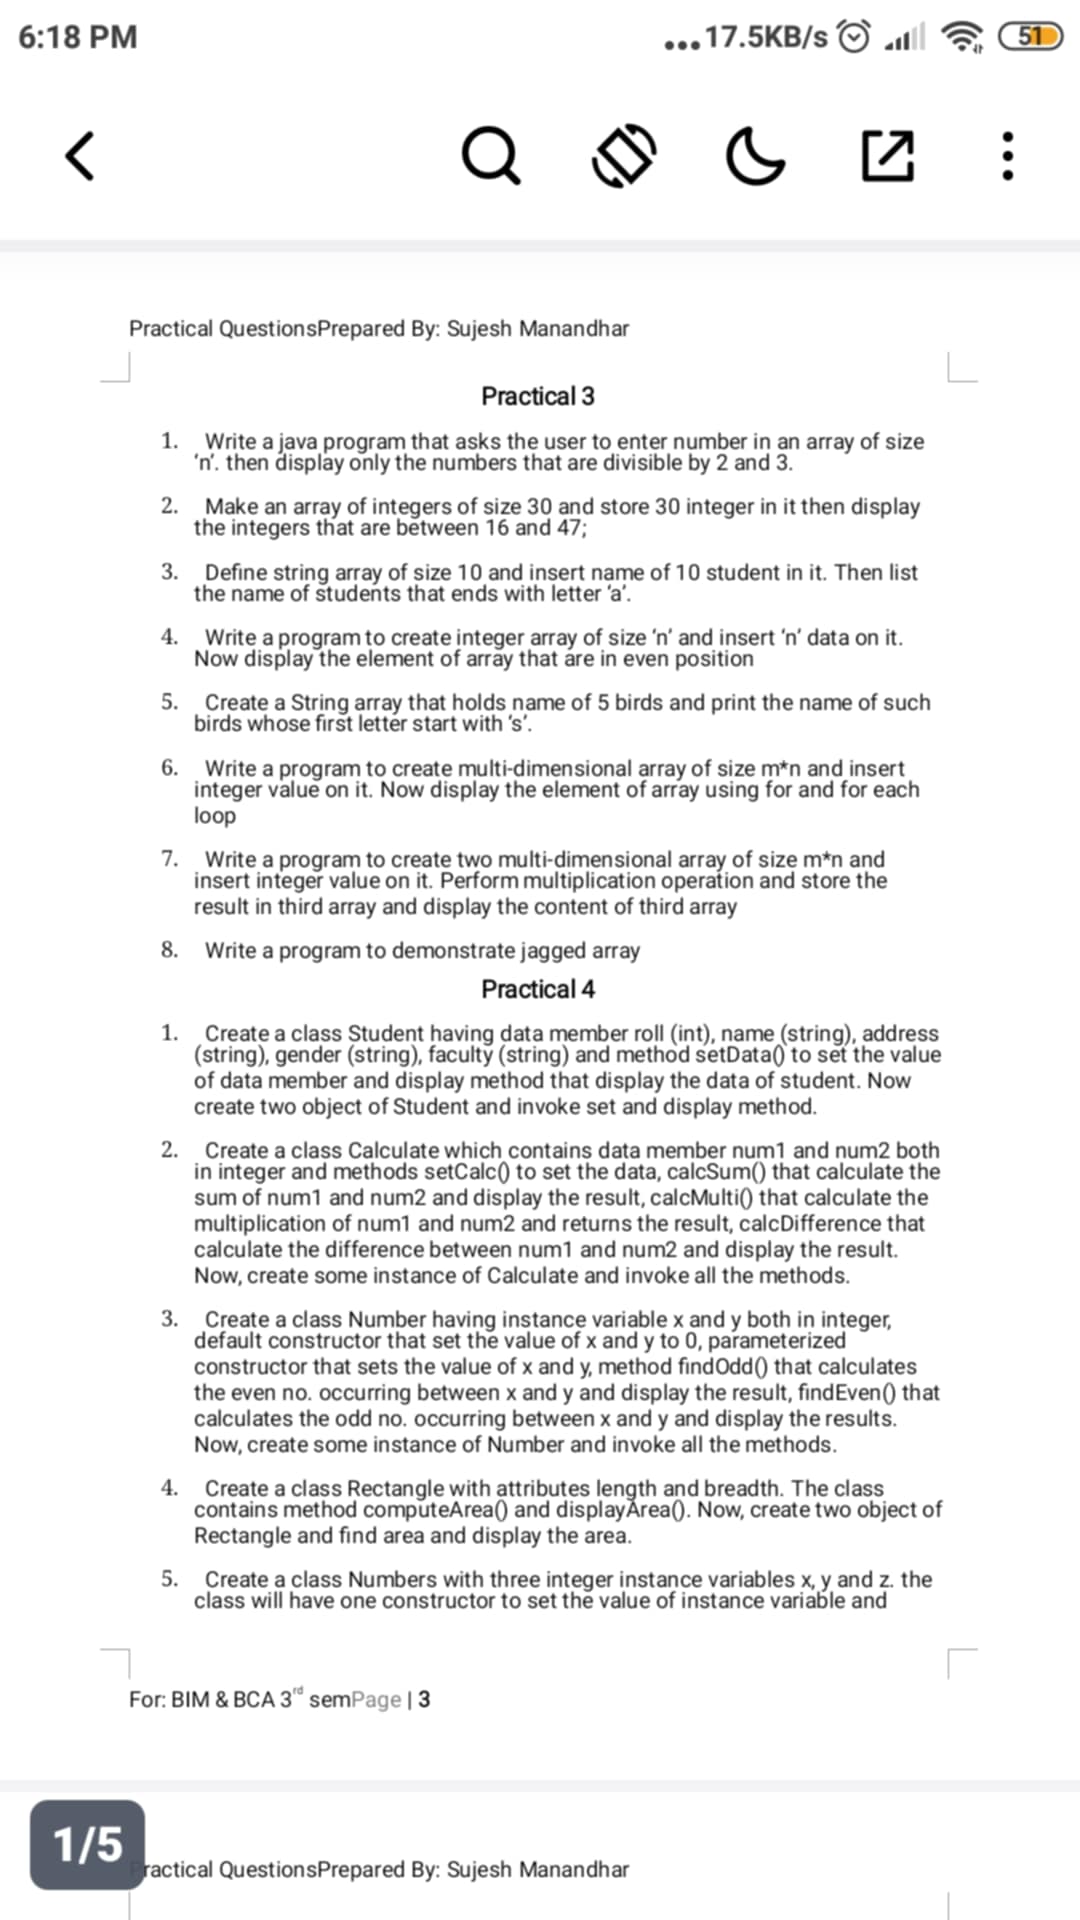 6:18 PM
...17.5KB/s
51
Practical QuestionsPrepared By: Sujesh Manandhar
Practical 3
1. Write a java program that asks the user to enter number in an array of size
'n'. then display only the numbers that are divisible by 2 and 3.
2. Make an array of integers of size 30 and store 30 integer in it then display
the integers that are between 16 and 47;
3. Define string array of size 10 and insert name of 10 student in it. Then list
the name of students that ends with letter 'a'.
4. Write a program to create integer array of size 'n' and insert 'n' data on it.
Now display the element of array that are in even position
5. Create a String array that holds name of 5 birds and print the name of such
birds whose first letter start with 's'.
6. Write a program to create multi-dimensional array of size m*n and insert
integer value on it. Now display the element of array using for and for each
loop
7. Write a program to create two multi-dimensional array of size m*n and
insert integer value on it. Perform multiplication operation and store the
result in third array and display the content of third array
8. Write a program to demonstrate jagged array
Practical 4
1. Create a class Student having data member roll (int), name (string), address
(string), gender (string), faculty (string) and method setData() to set the value
of data member and display method that display the data of student. Now
create two object of Student and invoke set and display method.
2. Create a class Calculate which contains data member num1 and num2 both
in integer and methods setCalc() to set the data, calcSum() that calculate the
sum of num1 and num2 and display the result, calcMulti() that calculate the
multiplication of num1 and num2 and returns the result, calcDifference that
calculate the difference between num1 and num2 and display the result.
Now, create some instance of Calculate and invoke all the methods.
3. Create a class Number having instance variable x and y both in integer,
default constructor that set the value of x and y to 0, parameterized
constructor that sets the value of x and y, method findOdd() that calculates
the even no. occurring between x and y and display the result, findEven() that
calculates the odd no. occurring between x and y and display the results.
Now, create some instance of Number and invoke all the methods.
4. Create a class Rectangle with attributes length and breadth. The class
contains method computeArea() and displayArea(). Now, create two object of
Rectangle and find area and display the area.
5. Create a class Numbers with three integer instance variables x, y and z. the
class will have one constructor to set the value of instance variable and
For: BIM & BCA 3rd semPage | 3
1/5
Practical QuestionsPrepared By: Sujesh Manandhar